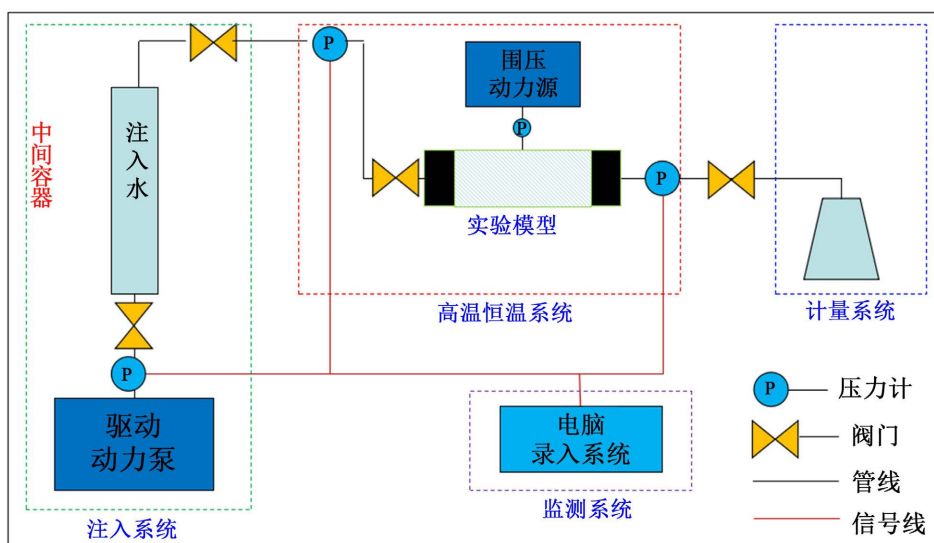 中间容器
注入水
P
驱动
动力泵
注入系统
P
围压
动力源
P
实验模型
P
高温恒温系统
电脑
录入系统
监测系统
计量系统
P
压力计
阀门
管线
信号线